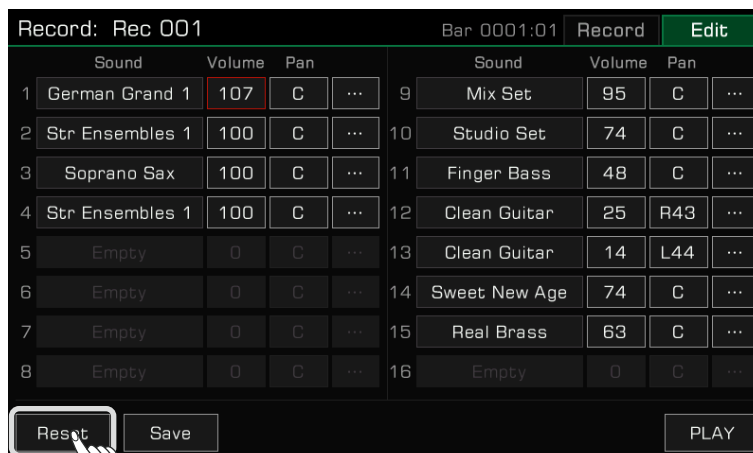 Record: Rec 001 Bar 0001:01 Record Edit
Sound Volume Pan Sound Volume Pan
1 German Grand 1 107 C ... 9 Mix Set 95 C ...
2 Str Ensembles 1 100 C ... 10 Studio Set 74 C ...
3 Soprano Sax 100 C ... 11 Finger Bass 48 C ...
4 Str Ensembles 1 100 C ... 12 Clean Guitar 25 R43 ...
5 Empty 0 C ... 13 Clean Guitar 14 L44 ...
6 Empty 0 C ... 14 Sweet New Age 74 C ...
7 Empty 0 C ... 15 Real Brass 63 C ...
8 Empty 0 C ... 16 Empty 0 C ...
Reset Save PLAY